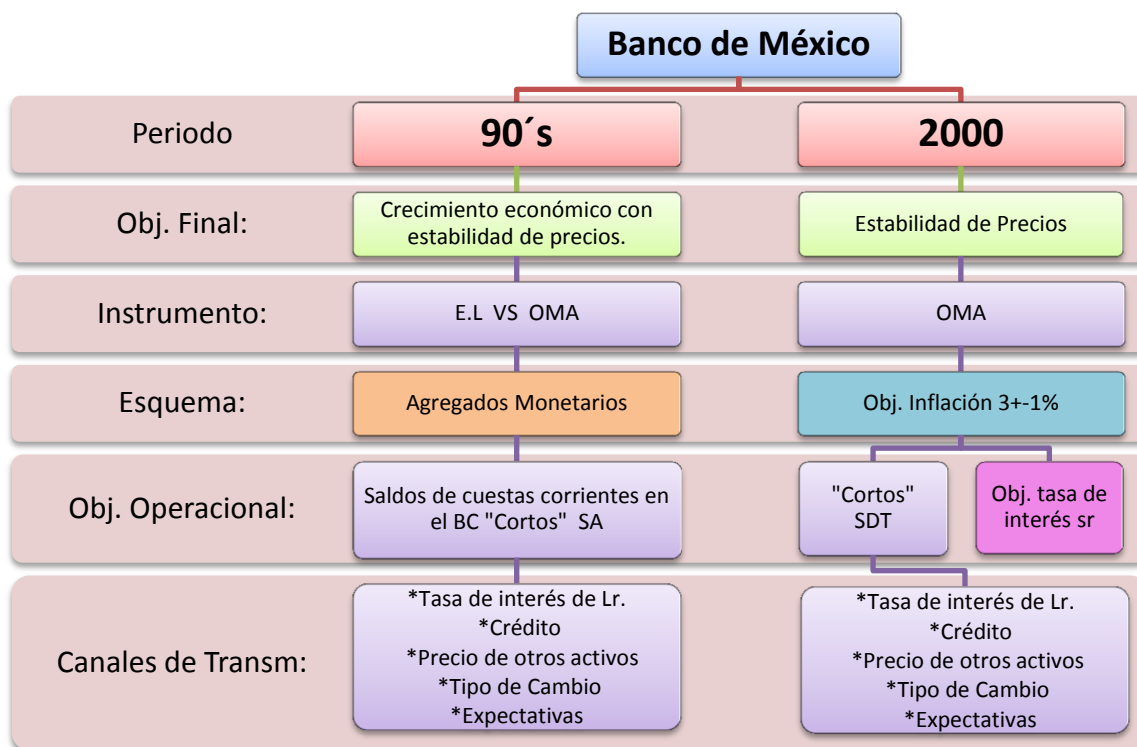 Banco de México
Periodo
90´s
2000
Obj. Final:
Crecimiento económico con
estabilidad de precios.
Estabilidad de Precios
Instrumento:
E.L VS OMA
OMA
Esquema:
Agregados Monetarios
Obj. Inflación 3+-1%
Obj. Operacional:
Saldos de cuestas corrientes en
el BC "Cortos" SA
"Cortos"
SDT
Obj. tasa de
interés sr
Canales de Transm:
*Tasa de interés de Lr.
*Crédito
*Precio de otros activos
*Tipo de Cambio
*Expectativas
*Tasa de interés de Lr.
*Crédito
*Precio de otros activos
*Tipo de Cambio
*Expectativas